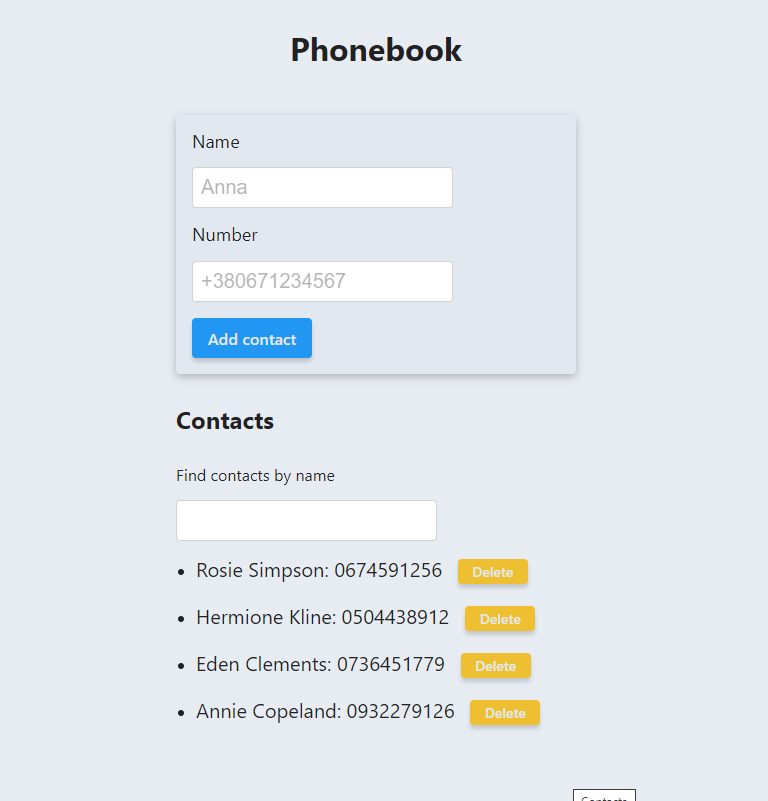 Phonebook
Name
Anna
Number
+380671234567
Add contact
Contacts
Find contacts by name
Rosie Simpson: 0674591256 Delete
Hermione Kline: 0504438912 Delete
Eden Clements: 0736451779 Delete
Annie Copeland: 0932279126 Delete
Contacts